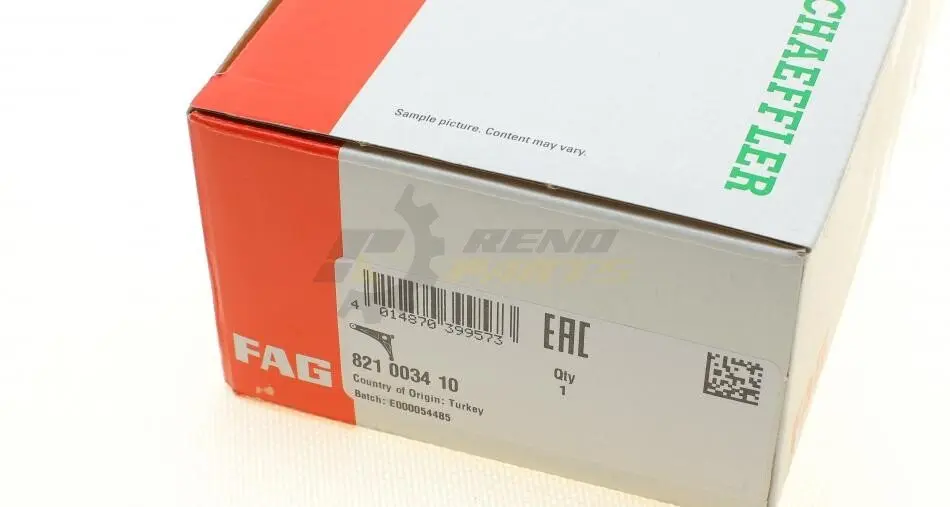 SCHAEFFLER
Sample picture. Content may vary.
RENO
PARTS
4 014870 399573
EAC
FAG
821 0034 10
Qty
1
Country of Origin: Turkey
Batch: E000054485